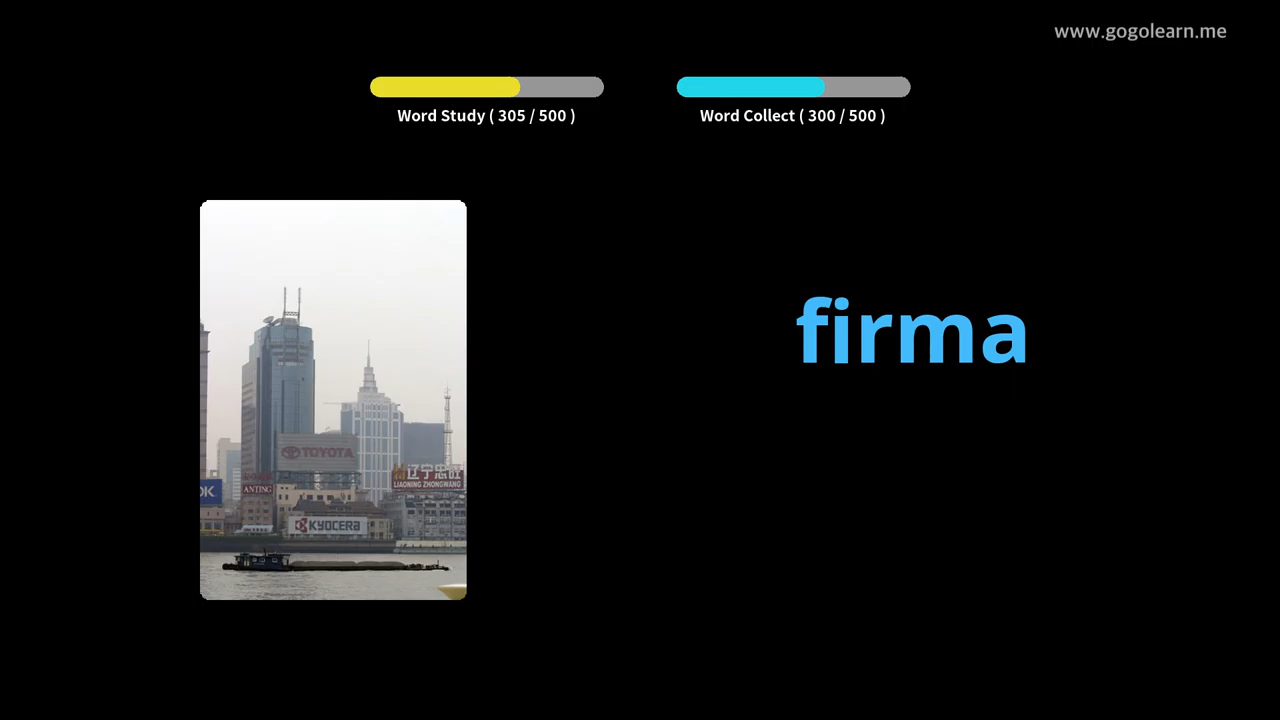 www.gogolearn.me
Word Study ( 305 / 500 )
Word Collect ( 300 / 500 )
firma
TOYOTA
辽宁忠旺
LIAONING ZHONGWANG
OK
ANTING
KYOCERA